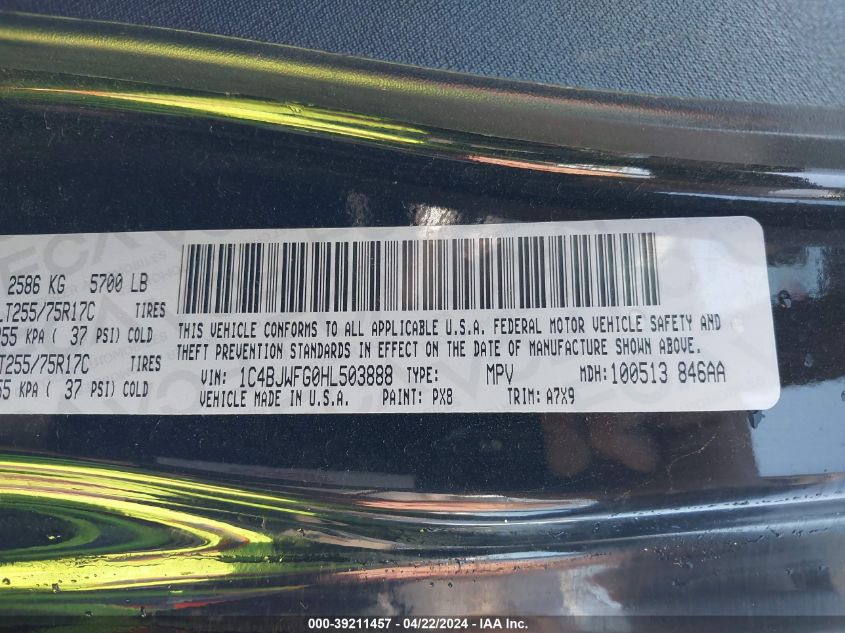 2586 KG 5700 LB
LT255/75R17C TIRES
255 KPA ( 37 PSI) COLD
LT255/75R17C TIRES
255 KPA ( 37 PSI) COLD
THIS VEHICLE CONFORMS TO ALL APPLICABLE U.S.A. FEDERAL MOTOR VEHICLE SAFETY AND
THEFT PREVENTION STANDARDS IN EFFECT ON THE DATE OF MANUFACTURE SHOWN ABOVE.
VIN: 1C4BJWFG0HL503888 TYPE: MPV MDH:100513 846AA
VEHICLE MADE IN U.S.A. PAINT: PX8 TRIM: A7X9
000-39211457 - 04/22/2024 - IAA Inc.